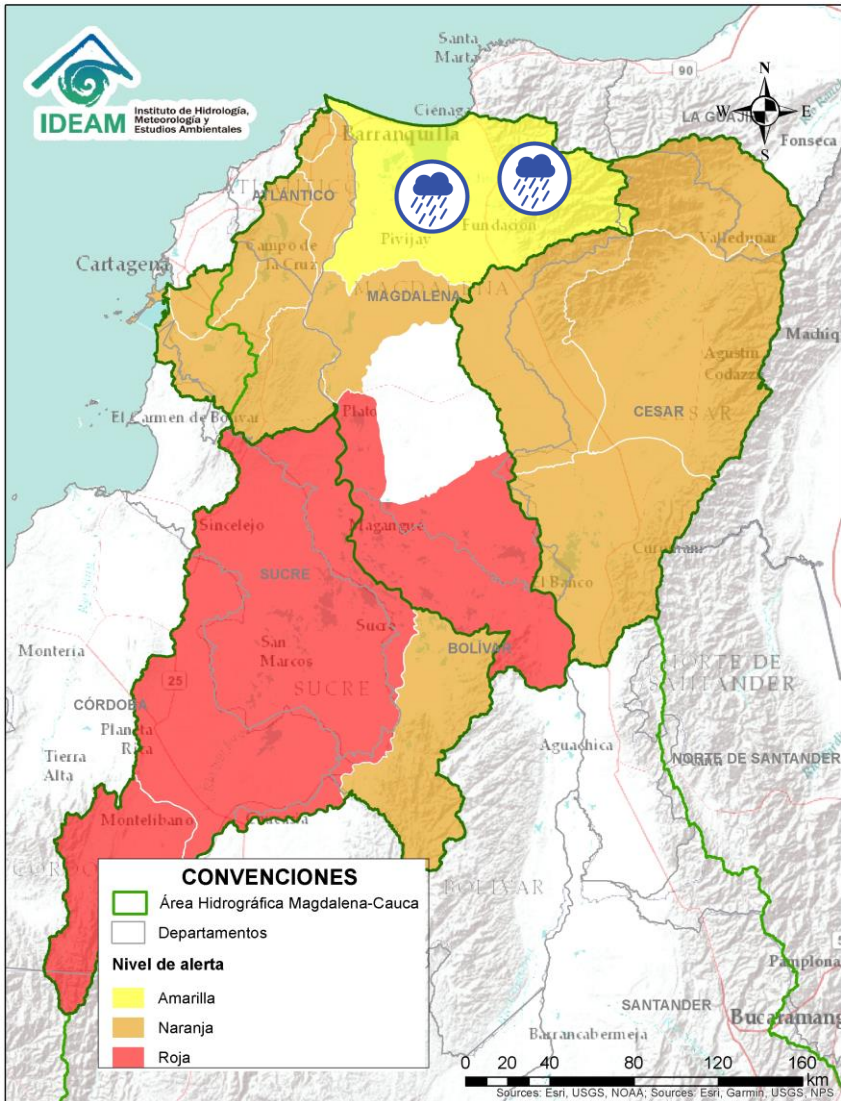 IDEAM
Instituto de Hidrología,
Meteorología y
Estudios Ambientales
Santa
Marta
90
N
W
E
S
Ciénaga
LA GUAJI
Fonseca
Barranquilla
ATLÁNTICO
Pivijay
Fundación
Valledupar
Campo de
la Cruz
Cartagena
MAGDALENA
Machiq
Agustín
Codazzi
El Carmen de Bolívar
Plato
CESAR
Sincelejo
Magangué
Curumaní
SUCRE
El Banco
Sucre
Montería
San
Marcos
BOLÍVAR
25
SUCRE
NORTE DE
SANTANDER
CÓRDOBA
Planeta
Rica
Aguachica
Tierra
Alta
NORTE DE SANTANDER
Montelíbano
Caucasia
BOLÍVAR
CONVENCIONES
Área Hidrográfica Magdalena-Cauca
Departamentos
Nivel de alerta
Amarilla
Naranja
Roja
Pamplona
SANTANDER
Bucaramang
Barrancabermeja
0 20 40 80 120 160
km
Sources: Esri, USGS, NOAA; Sources: Esri, Garmin, USGS, NPS